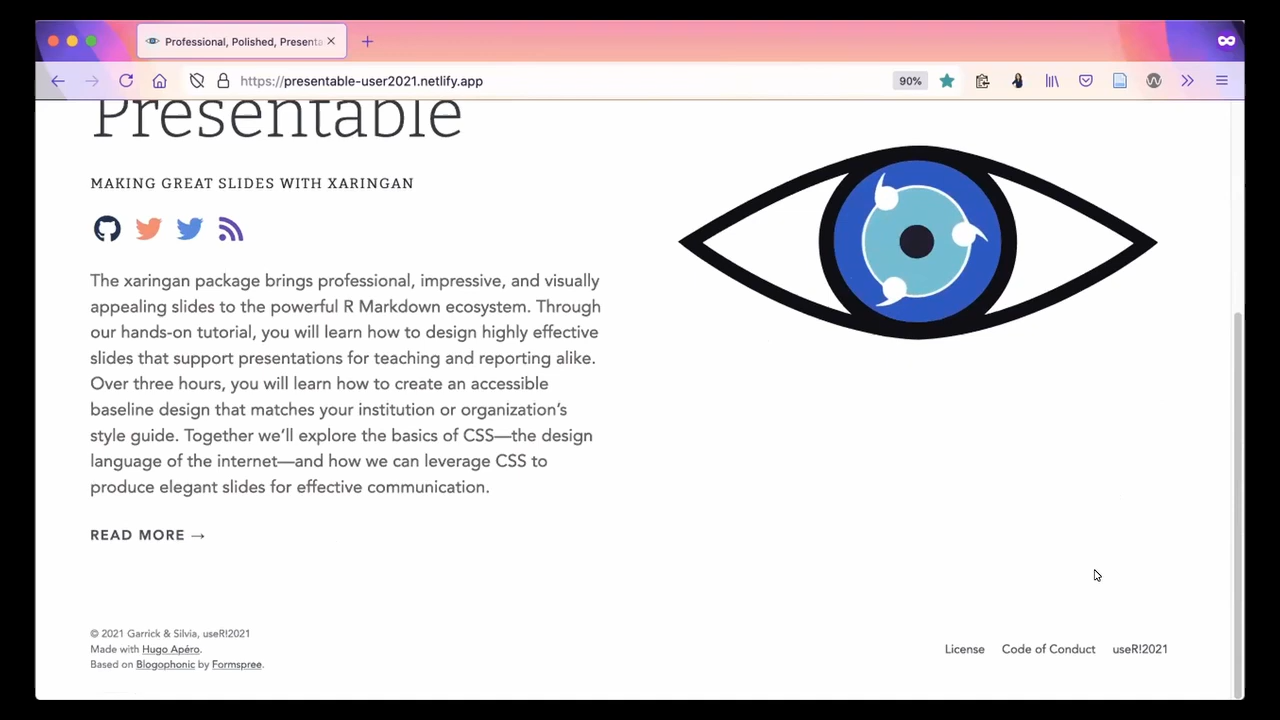 Professional, Polished, Presenta
https://presentable-user2021.netlify.app
90%
Presentable
MAKING GREAT SLIDES WITH XARINGAN
The xaringan package brings professional, impressive, and visually
appealing slides to the powerful R Markdown ecosystem. Through
our hands-on tutorial, you will learn how to design highly effective
slides that support presentations for teaching and reporting alike.
Over three hours, you will learn how to create an accessible
baseline design that matches your institution or organization’s
style guide. Together we’ll explore the basics of CSS—the design
language of the internet—and how we can leverage CSS to
produce elegant slides for effective communication.
READ MORE →
© 2021 Garrick & Silvia, useR!2021
Made with Hugo Apéro.
Based on Blogophonic by Formspree.
License Code of Conduct useR!2021